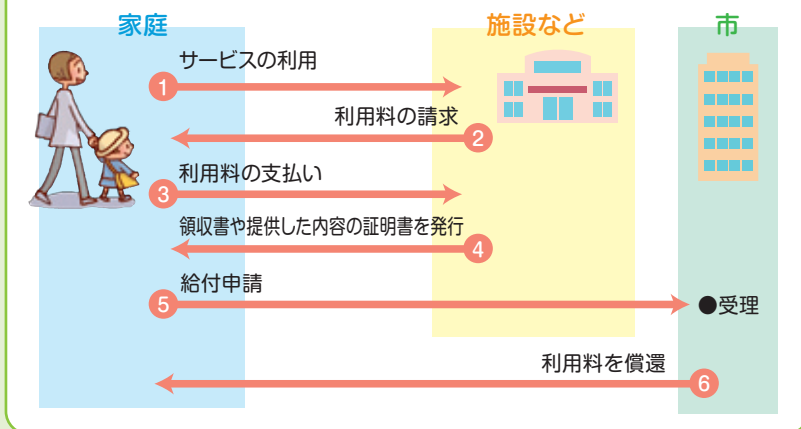 家庭
施設など
市
サービスの利用
1
利用料の請求
2
利用料の支払い
3
領収書や提供した内容の証明書を発行
4
給付申請
5
●受理
利用料を償還
6